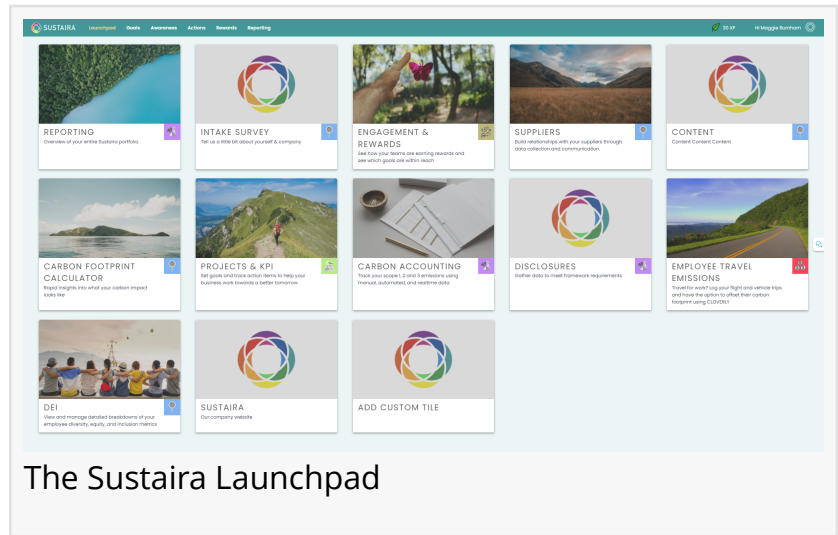 SUSTAIRA Launchpad Goals Awareness Actions Rewards Reporting 20 XP Hi Maggie Burnham
REPORTING
Overview of your entire Sustaira portfolio
INTAKE SURVEY
Tell us a little bit about yourself & company
ENGAGEMENT &
REWARDS
See how your teams are earning rewards and
see which goals are within reach
SUPPLIERS
Build relationships with your suppliers through
data collection and communication.
CONTENT
Content Content Content
CARBON FOOTPRINT
CALCULATOR
Rapid insights into what your carbon impact
looks like
PROJECTS & KPI
Set goals and track action items to help your
business work towards a better tomorrow
CARBON ACCOUNTING
Track your scope 1, 2 and 3 emissions using
manual, automated, and realtime data
DISCLOSURES
Gather data to meet framework requirements
EMPLOYEE TRAVEL
EMISSIONS
Travel for work? Log your flight and vehicle trips
and have the option to offset their carbon
footprint using CLOVERLY
DEI
View and manage detailed breakdowns of your
employee diversity, equity, and inclusion metrics
SUSTAIRA
Our company website
ADD CUSTOM TILE
The Sustaira Launchpad